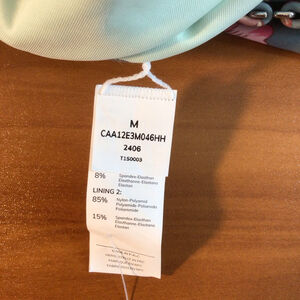 M
CAA12E3M046HH
2406
T1S0003
8% Spandex-Elasthan
Elasthanne-Elastano
Elastan
LINING 2:
85% Nylon-Polyamid
Polyamide-Poliamida
Poliammide
15% Spandex-Elasthan
Elasthanne-Elastano
Elastan